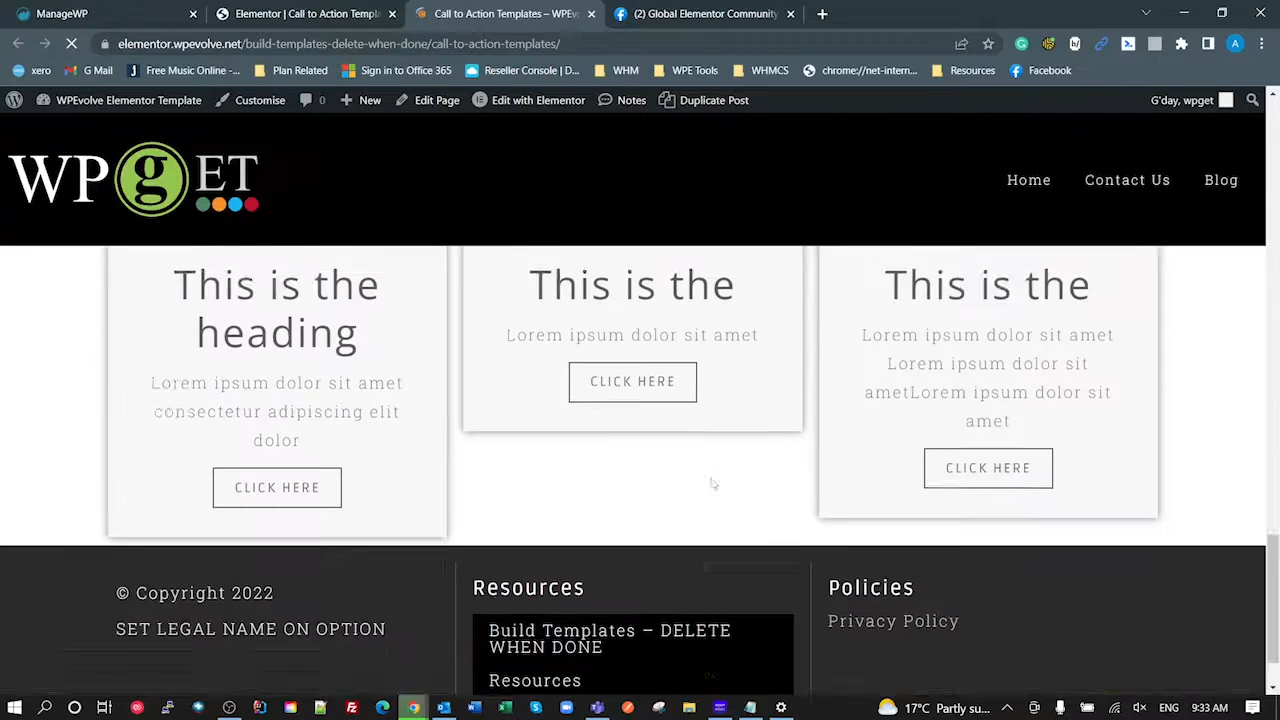 ManageWP
Elementor | Call to Action Templ
Call to Action Templates – WPEv
(2) Global Elementor Community
elementor.wpevolve.net/build-templates-delete-when-done/call-to-action-templates/
xero
G Mail
Free Music Online -...
Plan Related
Sign in to Office 365
Reseller Console | D...
WHM
WPE Tools
WHMCS
chrome://net-intern...
Resources
Facebook
WPEvolve Elementor Template
Customise
0
New
Edit Page
Edit with Elementor
Notes
Duplicate Post
G'day, wpget
WP g ET
Home
Contact Us
Blog
This is the
heading
Lorem ipsum dolor sit amet
consectetur adipiscing elit
dolor
CLICK HERE
This is the
Lorem ipsum dolor sit amet
CLICK HERE
This is the
Lorem ipsum dolor sit amet
Lorem ipsum dolor sit
ametLorem ipsum dolor sit
amet
CLICK HERE
© Copyright 2022
SET LEGAL NAME ON OPTION
Resources
Build Templates – DELETE
WHEN DONE
Resources
Policies
Privacy Policy
17°C Partly su...
9:33 AM